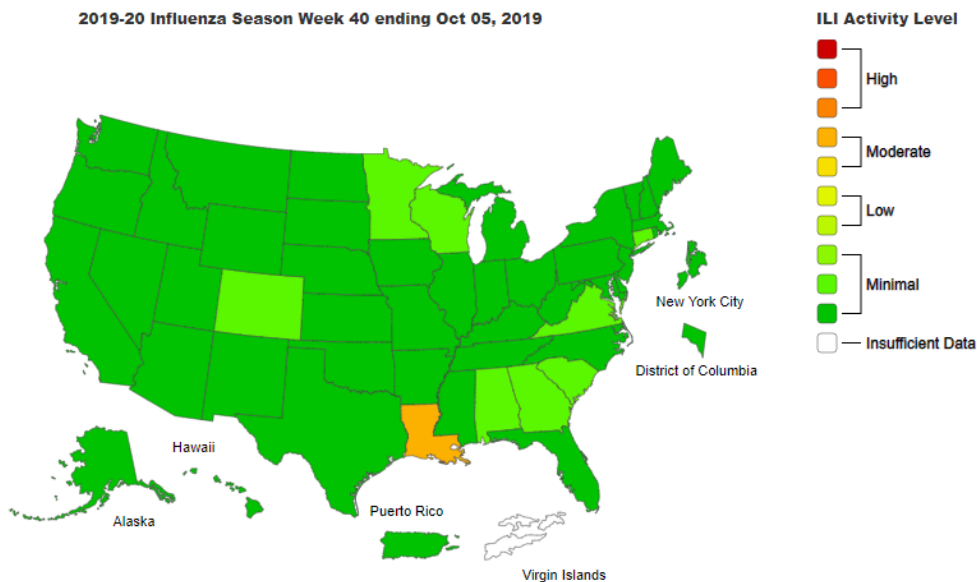 2019-20 Influenza Season Week 40 ending Oct 05, 2019
ILI Activity Level
High
Moderate
Low
Minimal
Insufficient Data
New York City
District of Columbia
Hawaii
Alaska
Puerto Rico
Virgin Islands